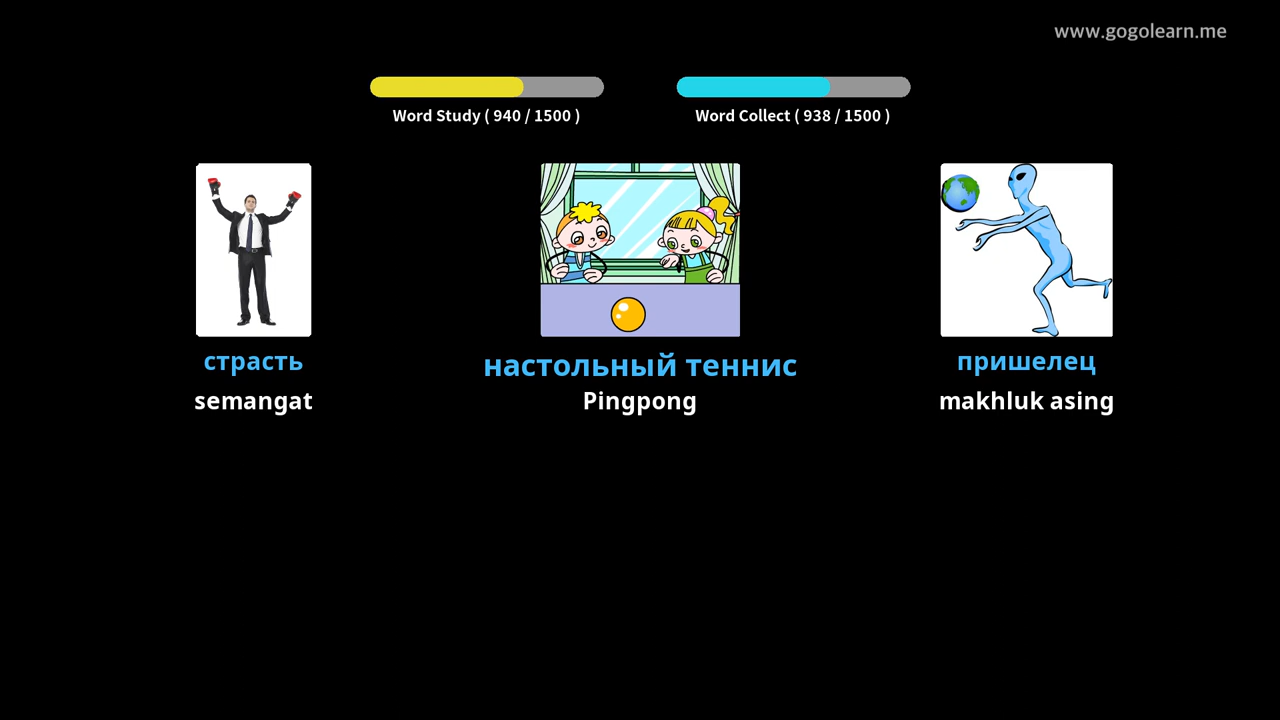 www.gogolearn.me
Word Study ( 940 / 1500 )
Word Collect ( 938 / 1500 )
страсть
semangat
настольный теннис
Pingpong
пришелец
makhluk asing